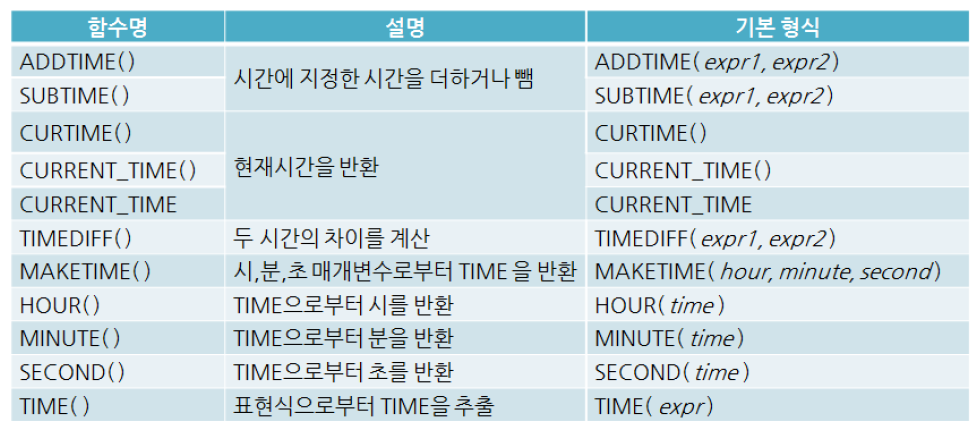 함수명 설명 기본 형식
ADDTIME() 시간에 지정한 시간을 더하거나 뺌 ADDTIME( expr1, expr2)
SUBTIME() SUBTIME( expr1, expr2)
CURTIME() 현재시간을 반환 CURTIME()
CURRENT_TIME() CURRENT_TIME()
CURRENT_TIME CURRENT_TIME
TIMEDIFF() 두 시간의 차이를 계산 TIMEDIFF( expr1, expr2)
MAKETIME() 시,분,초 매개변수로부터 TIME 을 반환 MAKETIME( hour, minute, second)
HOUR() TIME으로부터 시를 반환 HOUR( time)
MINUTE() TIME으로부터 분을 반환 MINUTE( time)
SECOND() TIME으로부터 초를 반환 SECOND( time)
TIME() 표현식으로부터 TIME을 추출 TIME( expr)